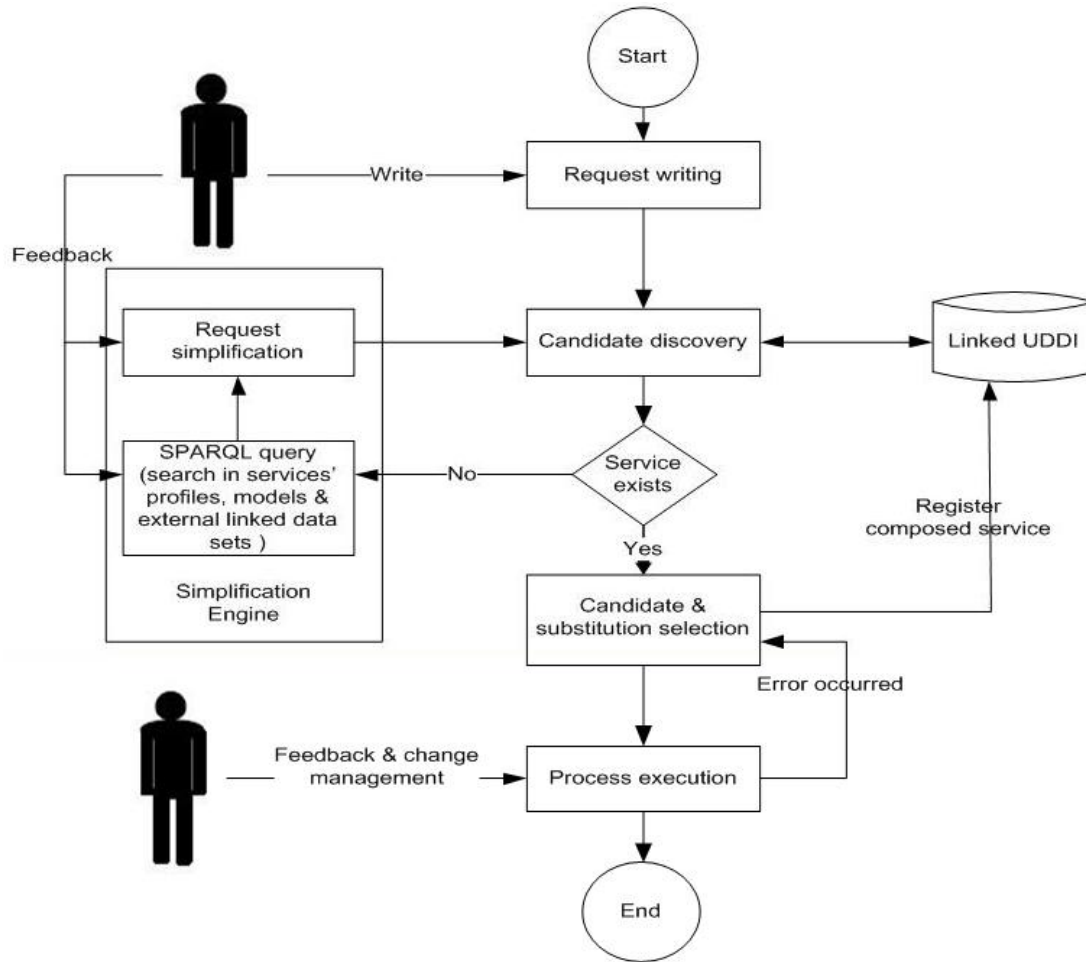 Start
Write
Request writing
Feedback
Request
simplification
Candidate discovery
Linked UDDI
SPARQL query
(search in services'
profiles, models &
external linked data
sets )
No
Service
exists
Register
composed service
Yes
Simplification
Engine
Candidate &
substitution selection
Error occurred
Feedback & change
management
Process execution
End